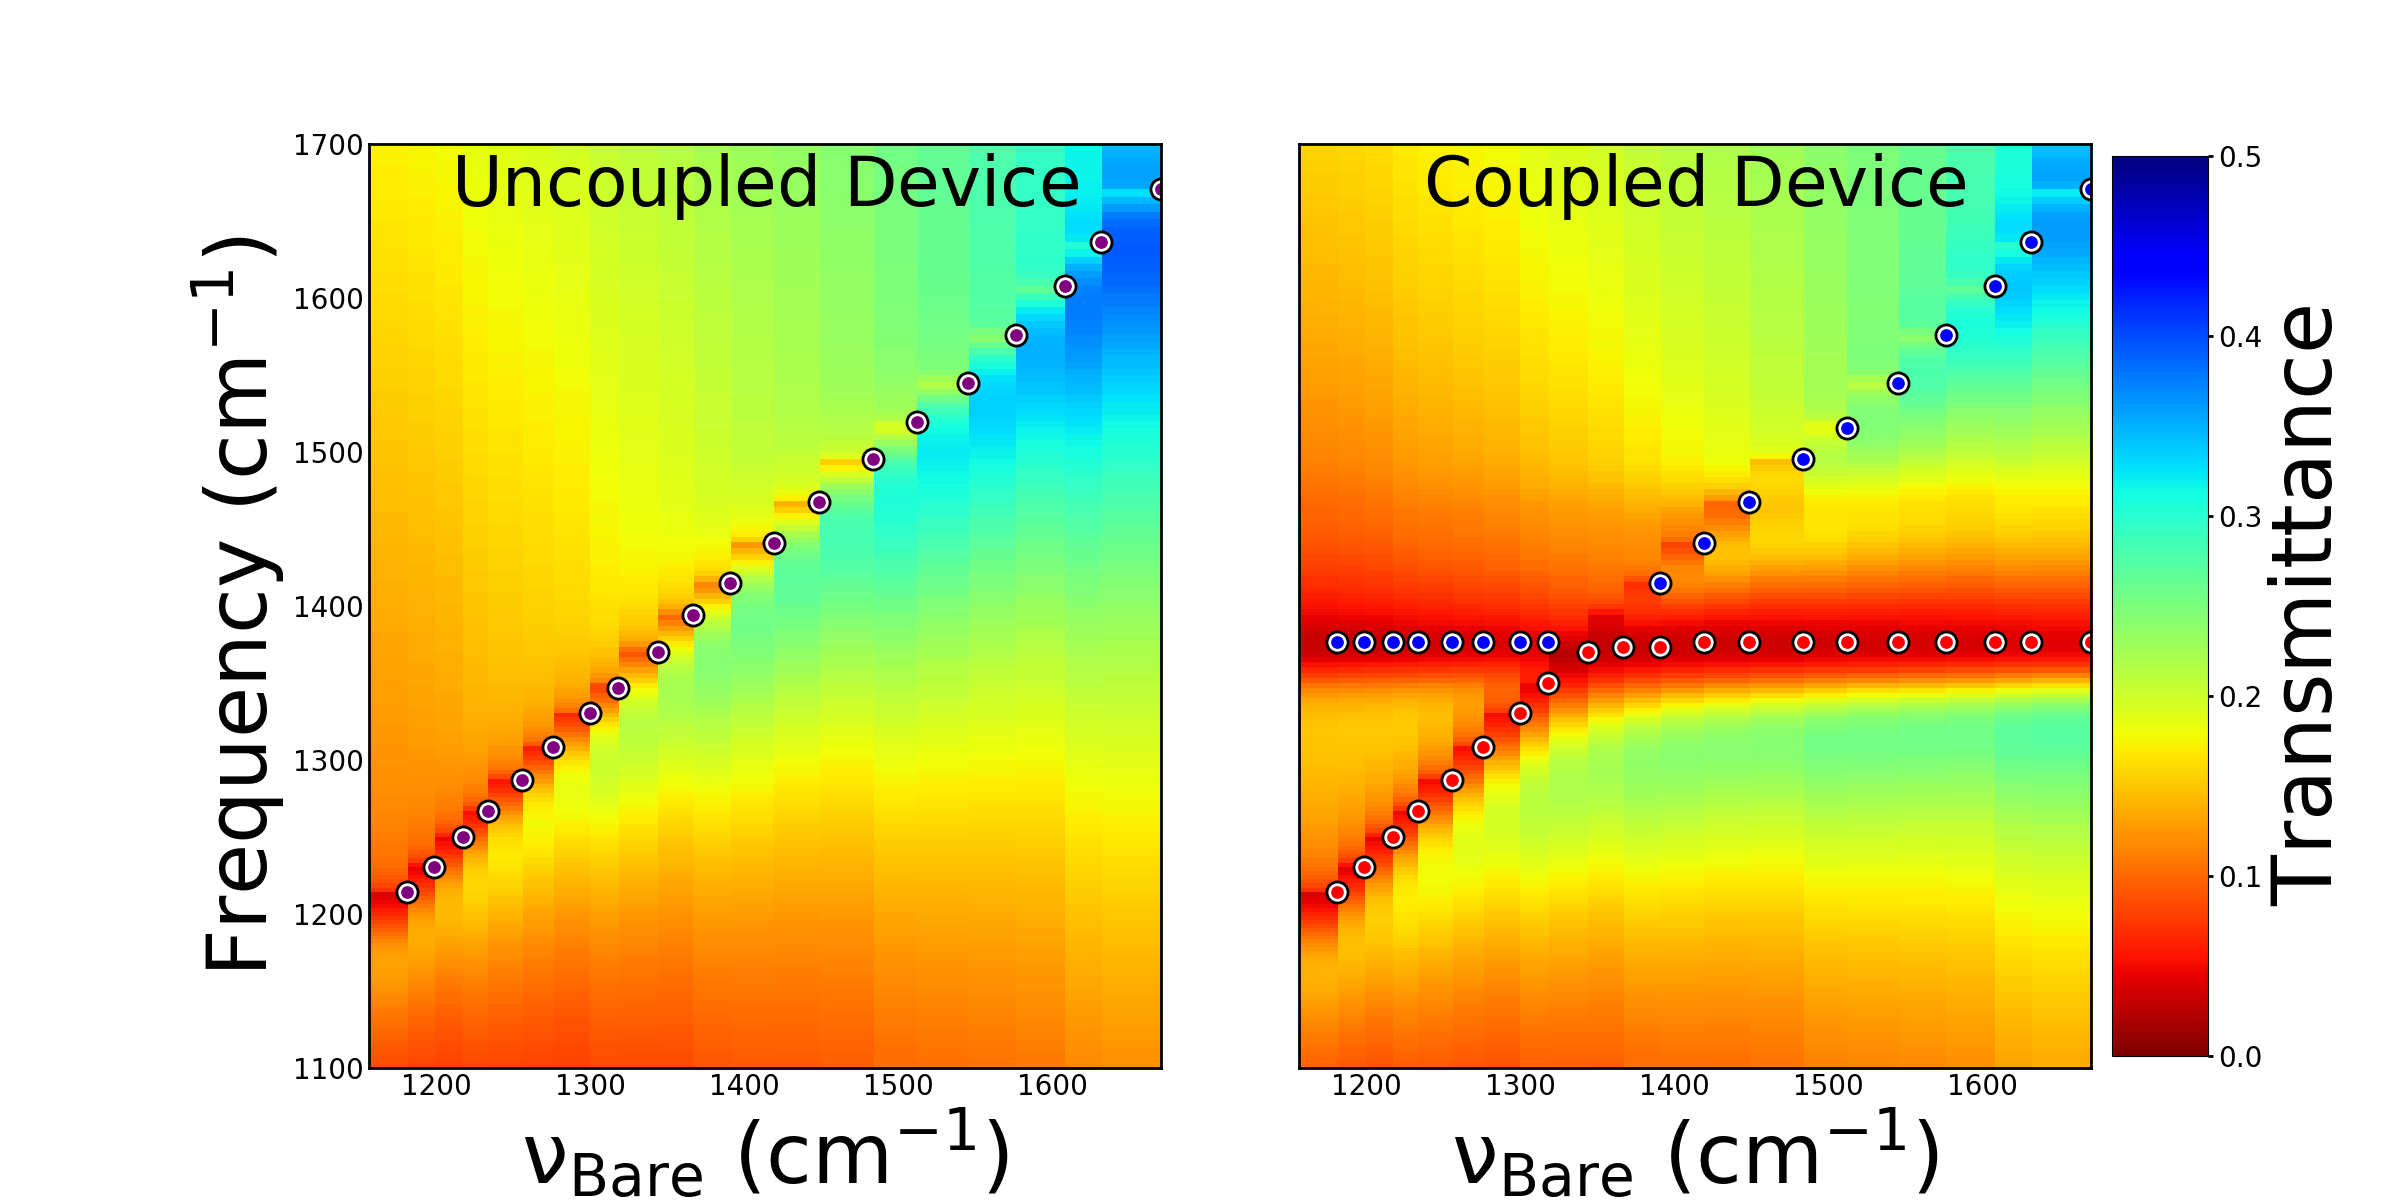 Uncoupled Device
Coupled Device
Frequency (cm⁻¹)
1700
1600
1500
1400
1300
1200
1100
1200 1300 1400 1500 1600
ν_Bare (cm⁻¹)
1200 1300 1400 1500 1600
ν_Bare (cm⁻¹)
0.5
0.4
0.3
0.2
0.1
0.0
Transmittance